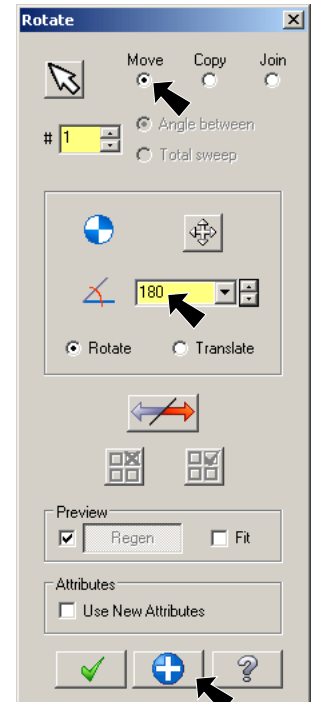 Rotate
Move Copy Join
# 1
Angle between
Total sweep
180
Rotate Translate
Preview
Regen Fit
Attributes
Use New Attributes